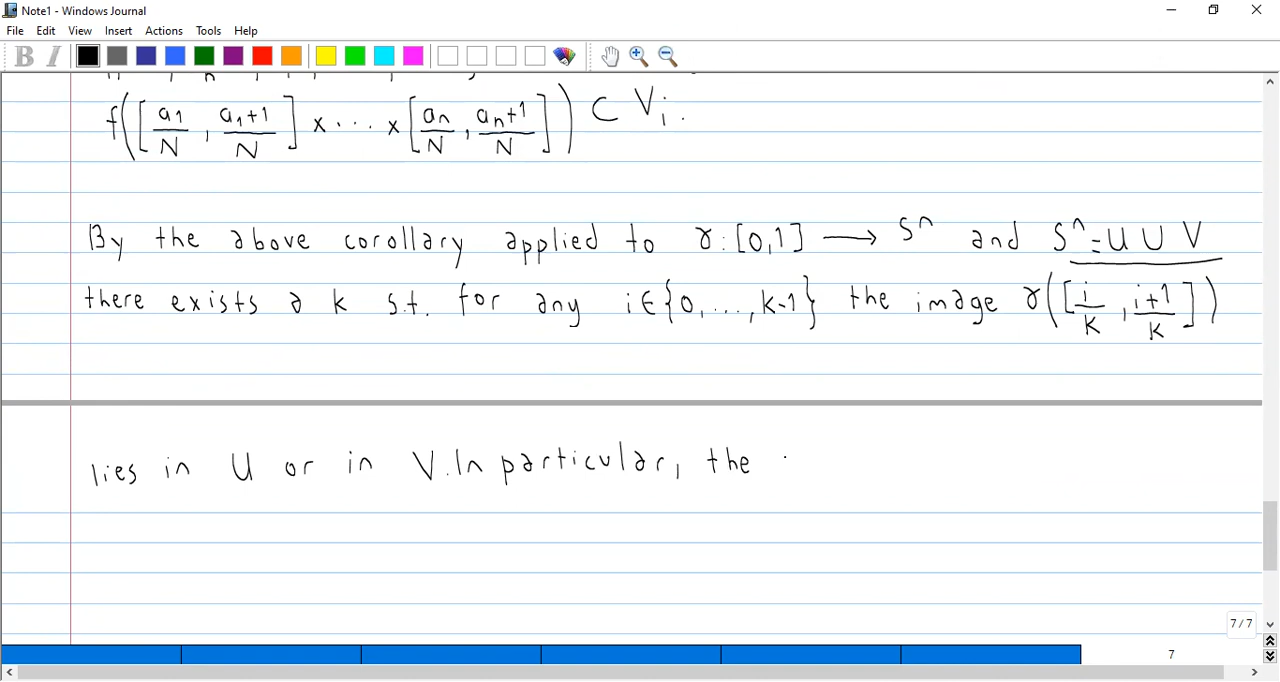 Note1 - Windows Journal
File Edit View Insert Actions Tools Help
B I
f([a1/N, a1+1/N] x ... x [an/N, an+1/N]) ⊂ Vi.
By the above corollary applied to γ:[0,1] → S^n and S^n = U ∪ V
there exists a k s.t. for any i∈{0,...,k-1} the image γ([i/k, i+1/k])
lies in U or in V. In particular, the
7 / 7
7